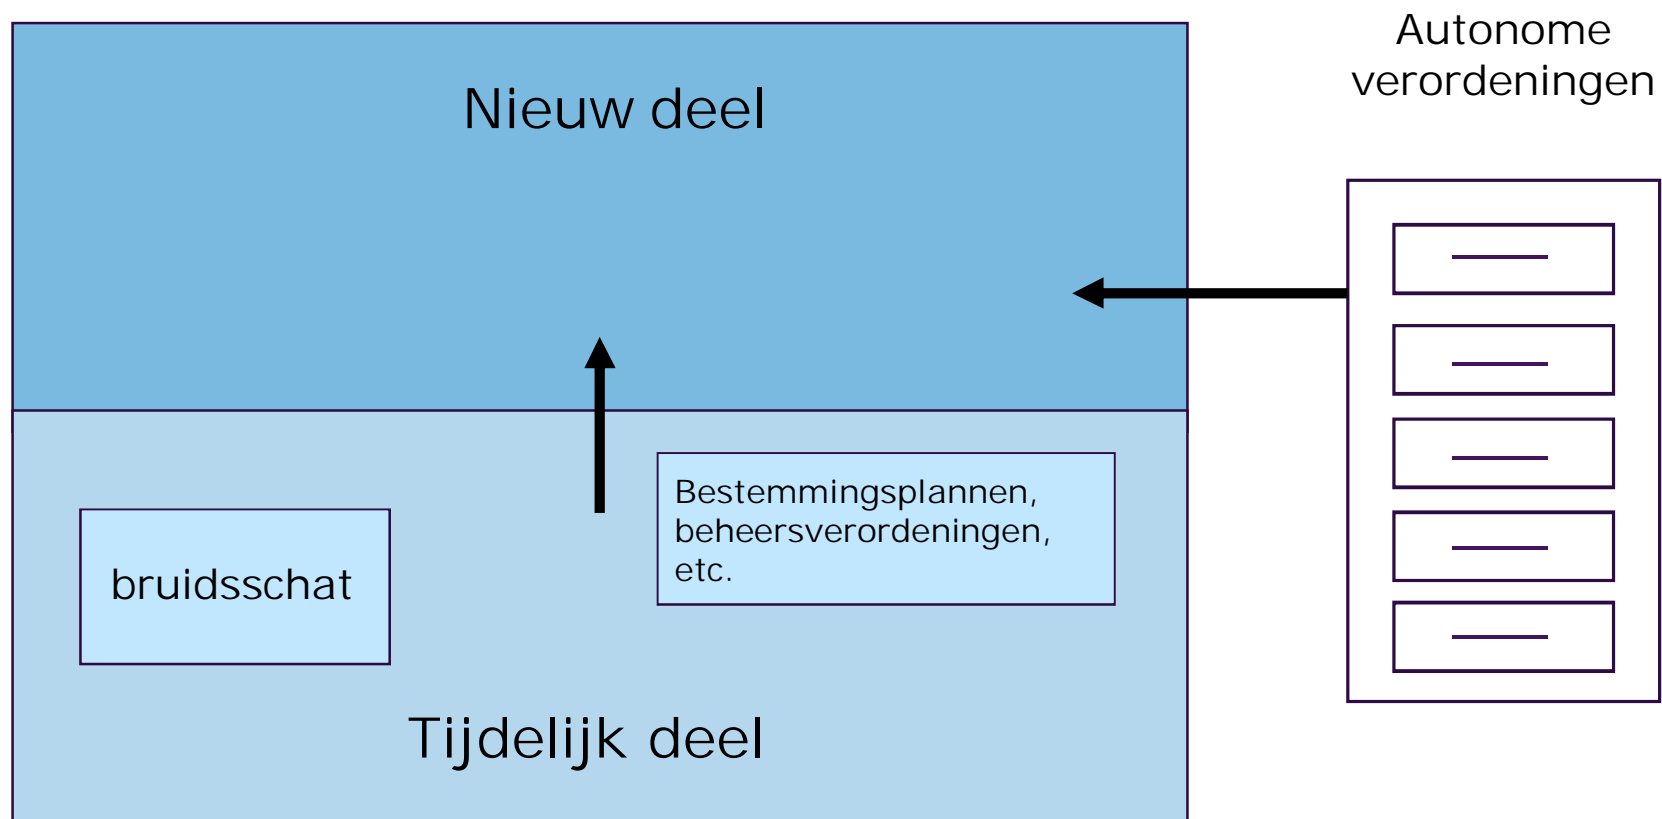 Autonome
verordeningen
Nieuw deel
Bestemmingsplannen,
beheersverordeningen,
etc.
bruidsschat
Tijdelijk deel